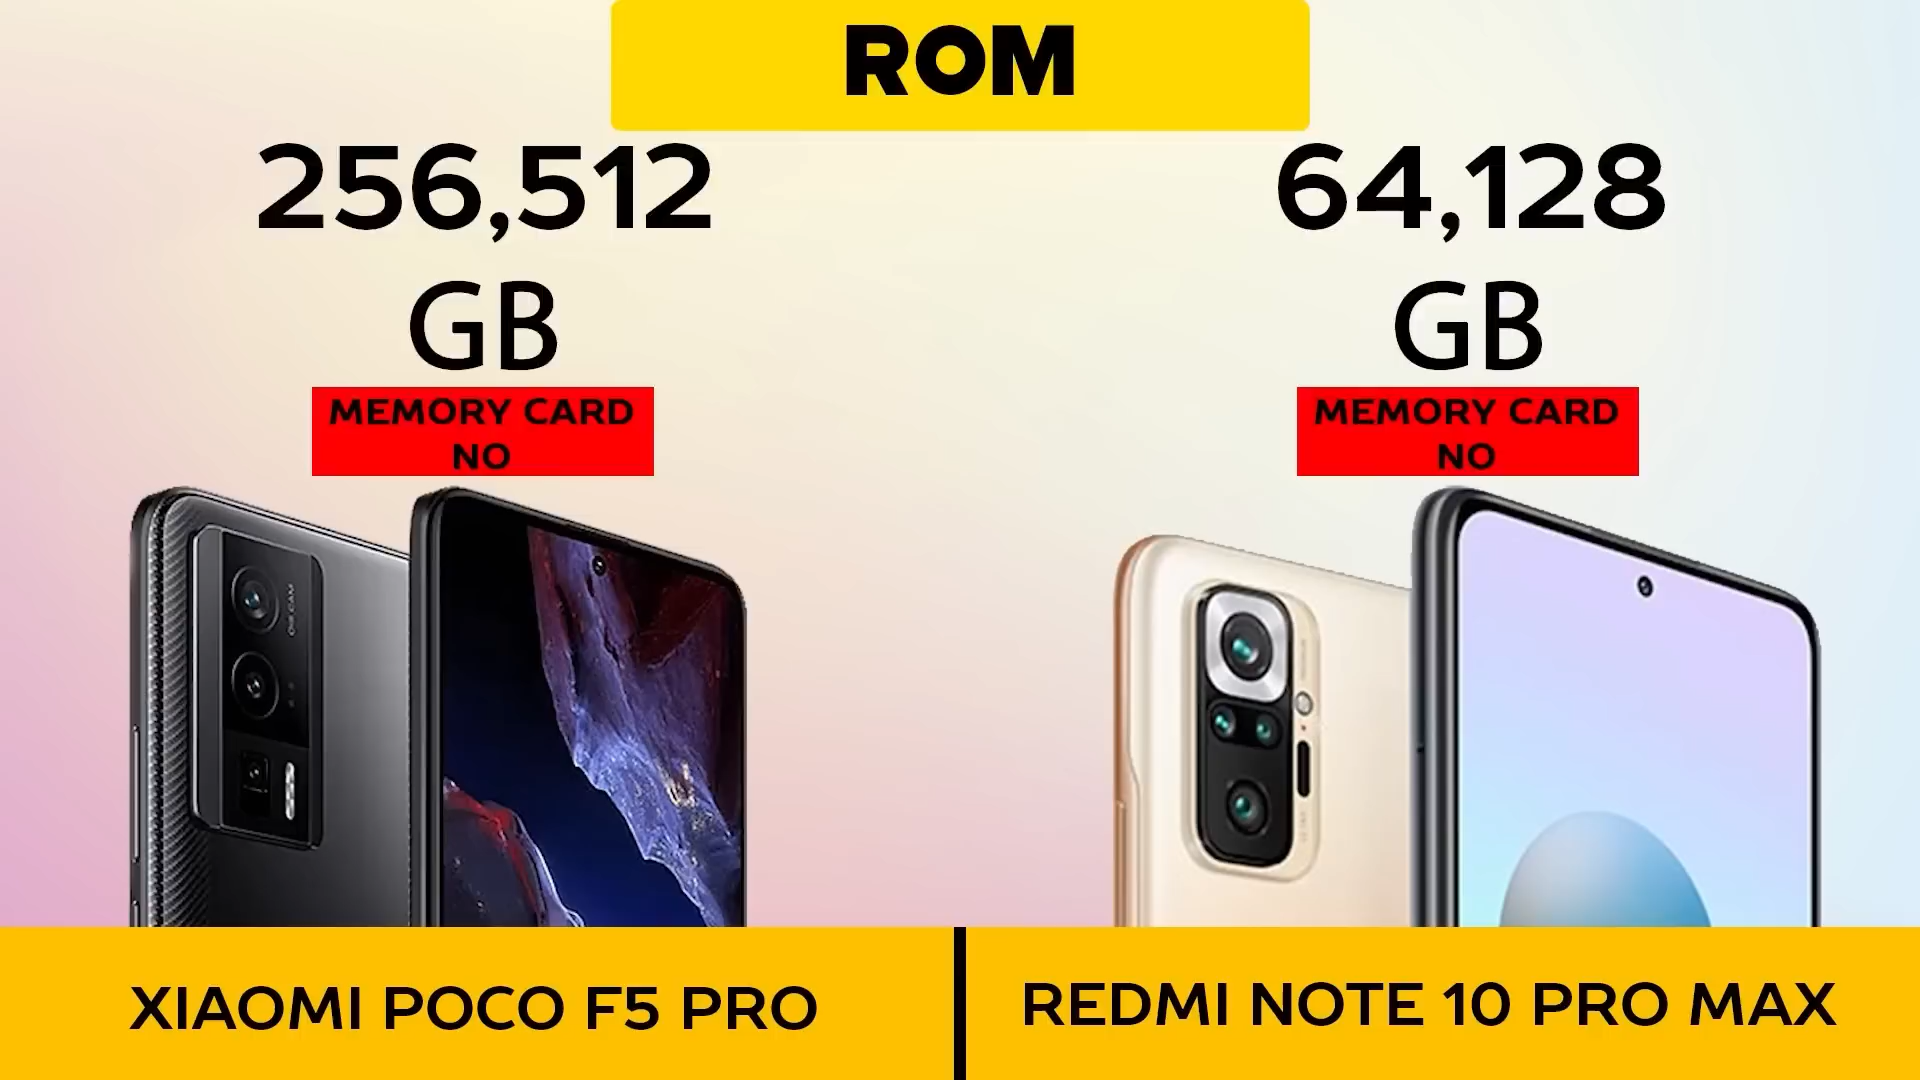 ROM
256,512
GB
MEMORY CARD
NO
64,128
GB
MEMORY CARD
NO
XIAOMI POCO F5 PRO
REDMI NOTE 10 PRO MAX